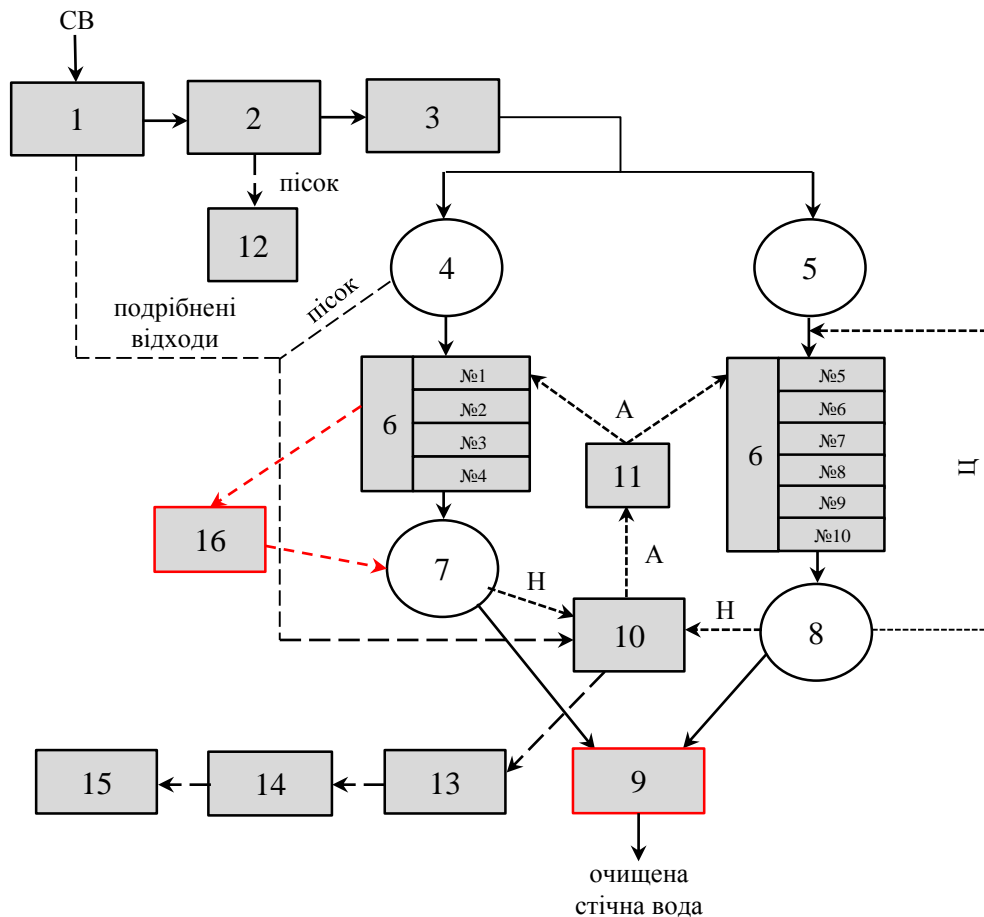 СВ
1
2
3
пісок
12
4
5
подрібнені
відходи
пісок
6
№1
№2
№3
№4
А
11
6
№5
№6
№7
№8
№9
№10
Ц
16
7
Н
А
10
Н
8
15
14
13
9
очищена
стічна вода